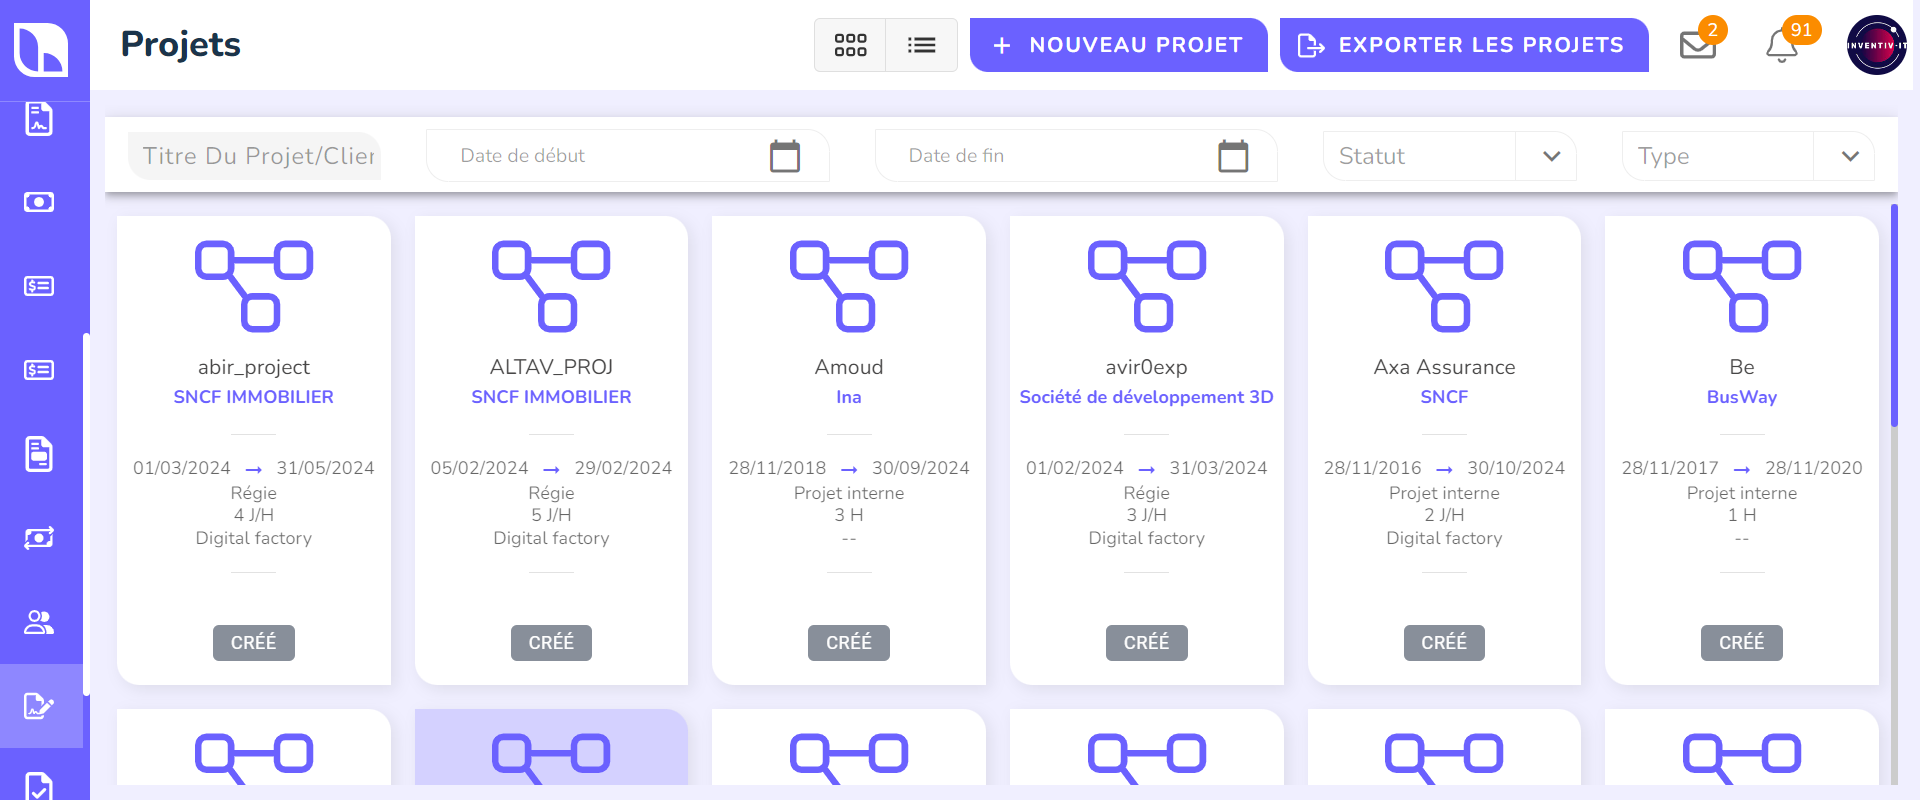 Projets
NOUVEAU PROJET
EXPORTER LES PROJETS
2
91
INVENTIV-IT
Titre Du Projet/Clien
Date de début
Date de fin
Statut
Type
abir_project
SNCF IMMOBILIER
01/03/2024 → 31/05/2024
Régie
4 J/H
Digital factory
CRÉÉ
ALTAV_PROJ
SNCF IMMOBILIER
05/02/2024 → 29/02/2024
Régie
5 J/H
Digital factory
CRÉÉ
Amoud
Ina
28/11/2018 → 30/09/2024
Projet interne
3 H
--
CRÉÉ
avir0exp
Société de développement 3D
01/02/2024 → 31/03/2024
Régie
3 J/H
Digital factory
CRÉÉ
Axa Assurance
SNCF
28/11/2016 → 30/10/2024
Projet interne
2 J/H
Digital factory
CRÉÉ
Be
BusWay
28/11/2017 → 28/11/2020
Projet interne
1 H
--
CRÉÉ